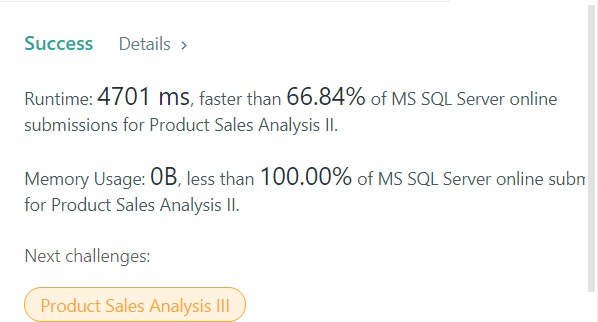 Success Details >
Runtime: 4701 ms, faster than 66.84% of MS SQL Server online
submissions for Product Sales Analysis II.
Memory Usage: 0B, less than 100.00% of MS SQL Server online subm
for Product Sales Analysis II.
Next challenges:
Product Sales Analysis III